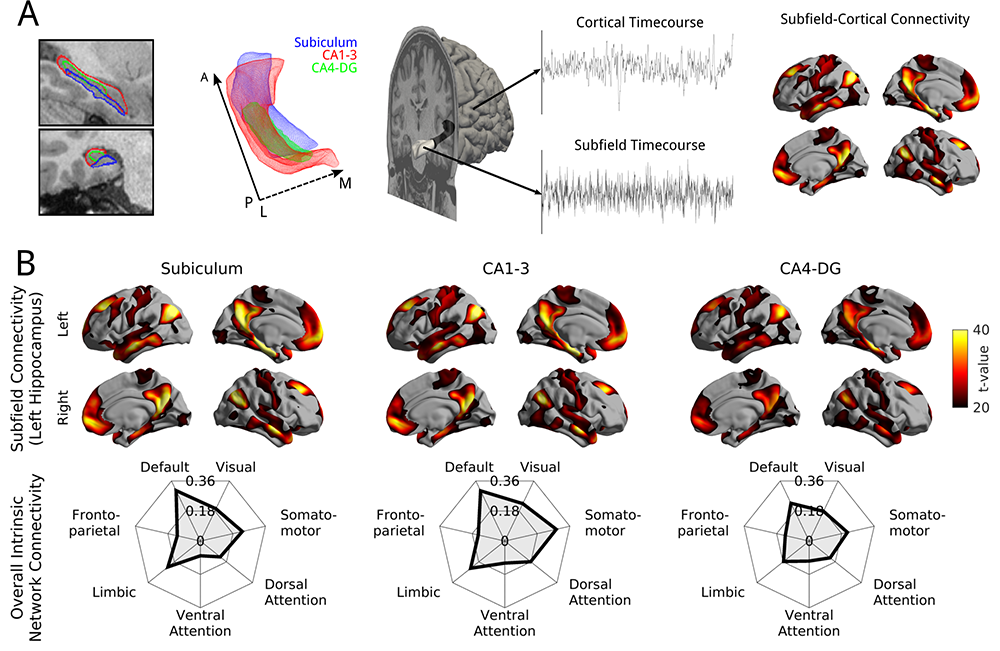 A
Subiculum
CA1-3
CA4-DG
A
P
L
M
Cortical Timecourse
Subfield Timecourse
Subfield-Cortical Connectivity
B
Subiculum
CA1-3
CA4-DG
Subfield Connectivity
(Left Hippocampus)
Left
Right
40
t-value
20
Overall Intrinsic
Network Connectivity
Default
Visual
0.36
Fronto-
parietal
0.18
Somato-
motor
0
Limbic
Dorsal
Attention
Ventral
Attention
Default
Visual
0.36
Fronto-
parietal
0.18
Somato-
motor
0
Limbic
Dorsal
Attention
Ventral
Attention
Default
Visual
0.36
Fronto-
parietal
0.18
Somato-
motor
0
Limbic
Dorsal
Attention
Ventral
Attention